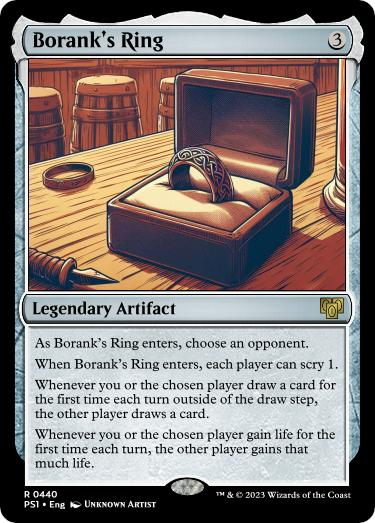 Borank's Ring
3
Legendary Artifact
As Borank's Ring enters, choose an opponent.
When Borank's Ring enters, each player can scry 1.
Whenever you or the chosen player draw a card for
the first time each turn outside of the draw step,
the other player draws a card.
Whenever you or the chosen player gain life for the
first time each turn, the other player gains that
much life.
R 0440
PS1 • Eng Unknown Artist
™ & © 2023 Wizards of the Coast